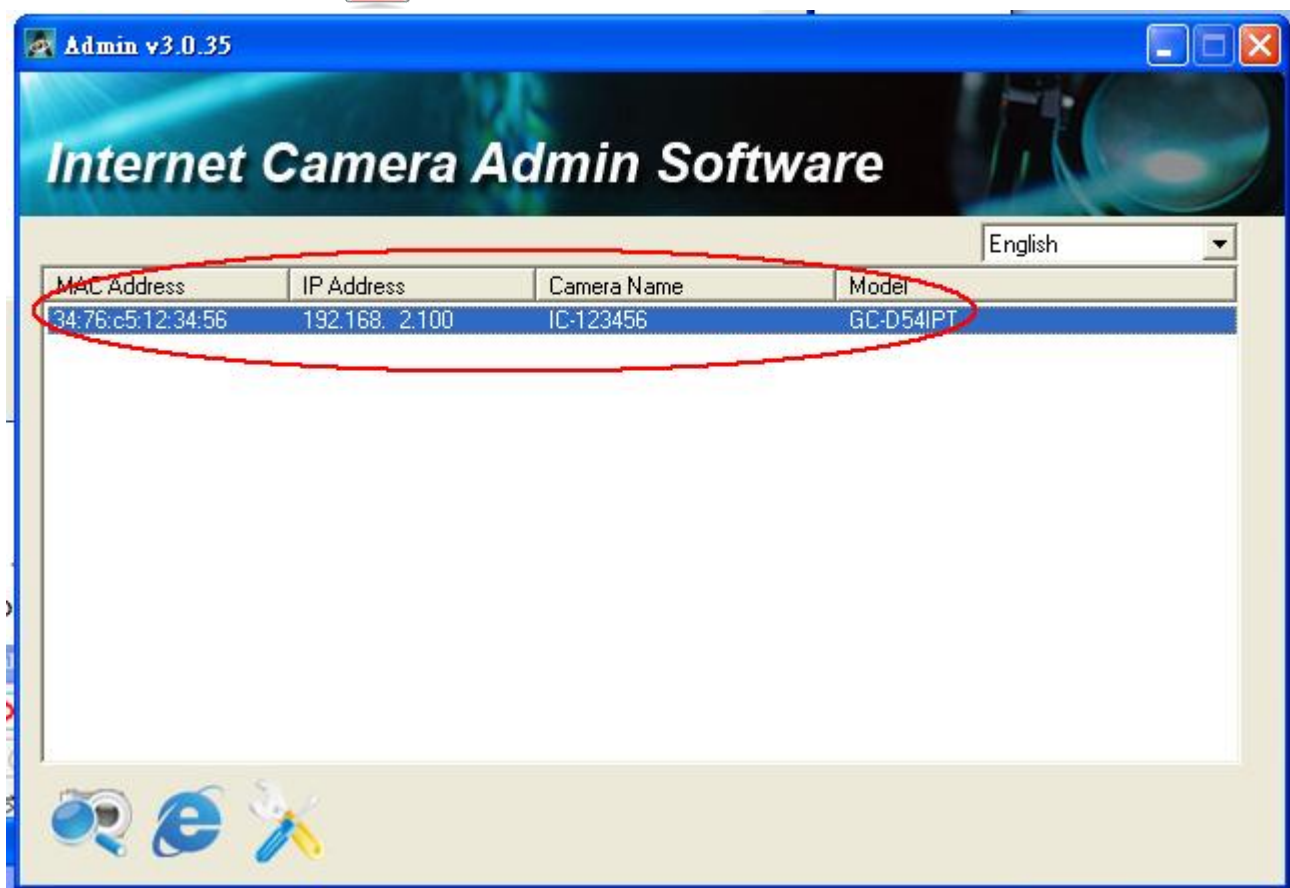 Admin v3.0.35
Internet Camera Admin Software
English
MAC Address IP Address Camera Name Model
34:76:c5:12:34:56 192.168. 2.100 IC-123456 GC-D54IPT